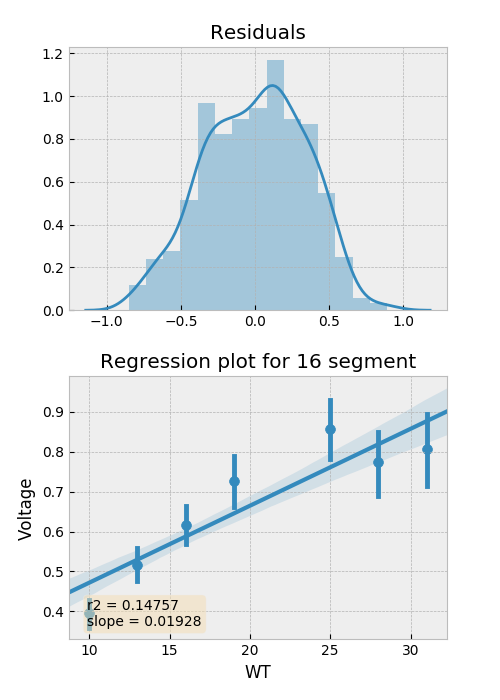 Residuals
1.2
1.0
0.8
0.6
0.4
0.2
0.0
−1.0 −0.5 0.0 0.5 1.0
Regression plot for 16 segment
0.9
0.8
0.7
0.6
0.5
0.4
Voltage
r2 = 0.14757
slope = 0.01928
10 15 20 25 30
WT